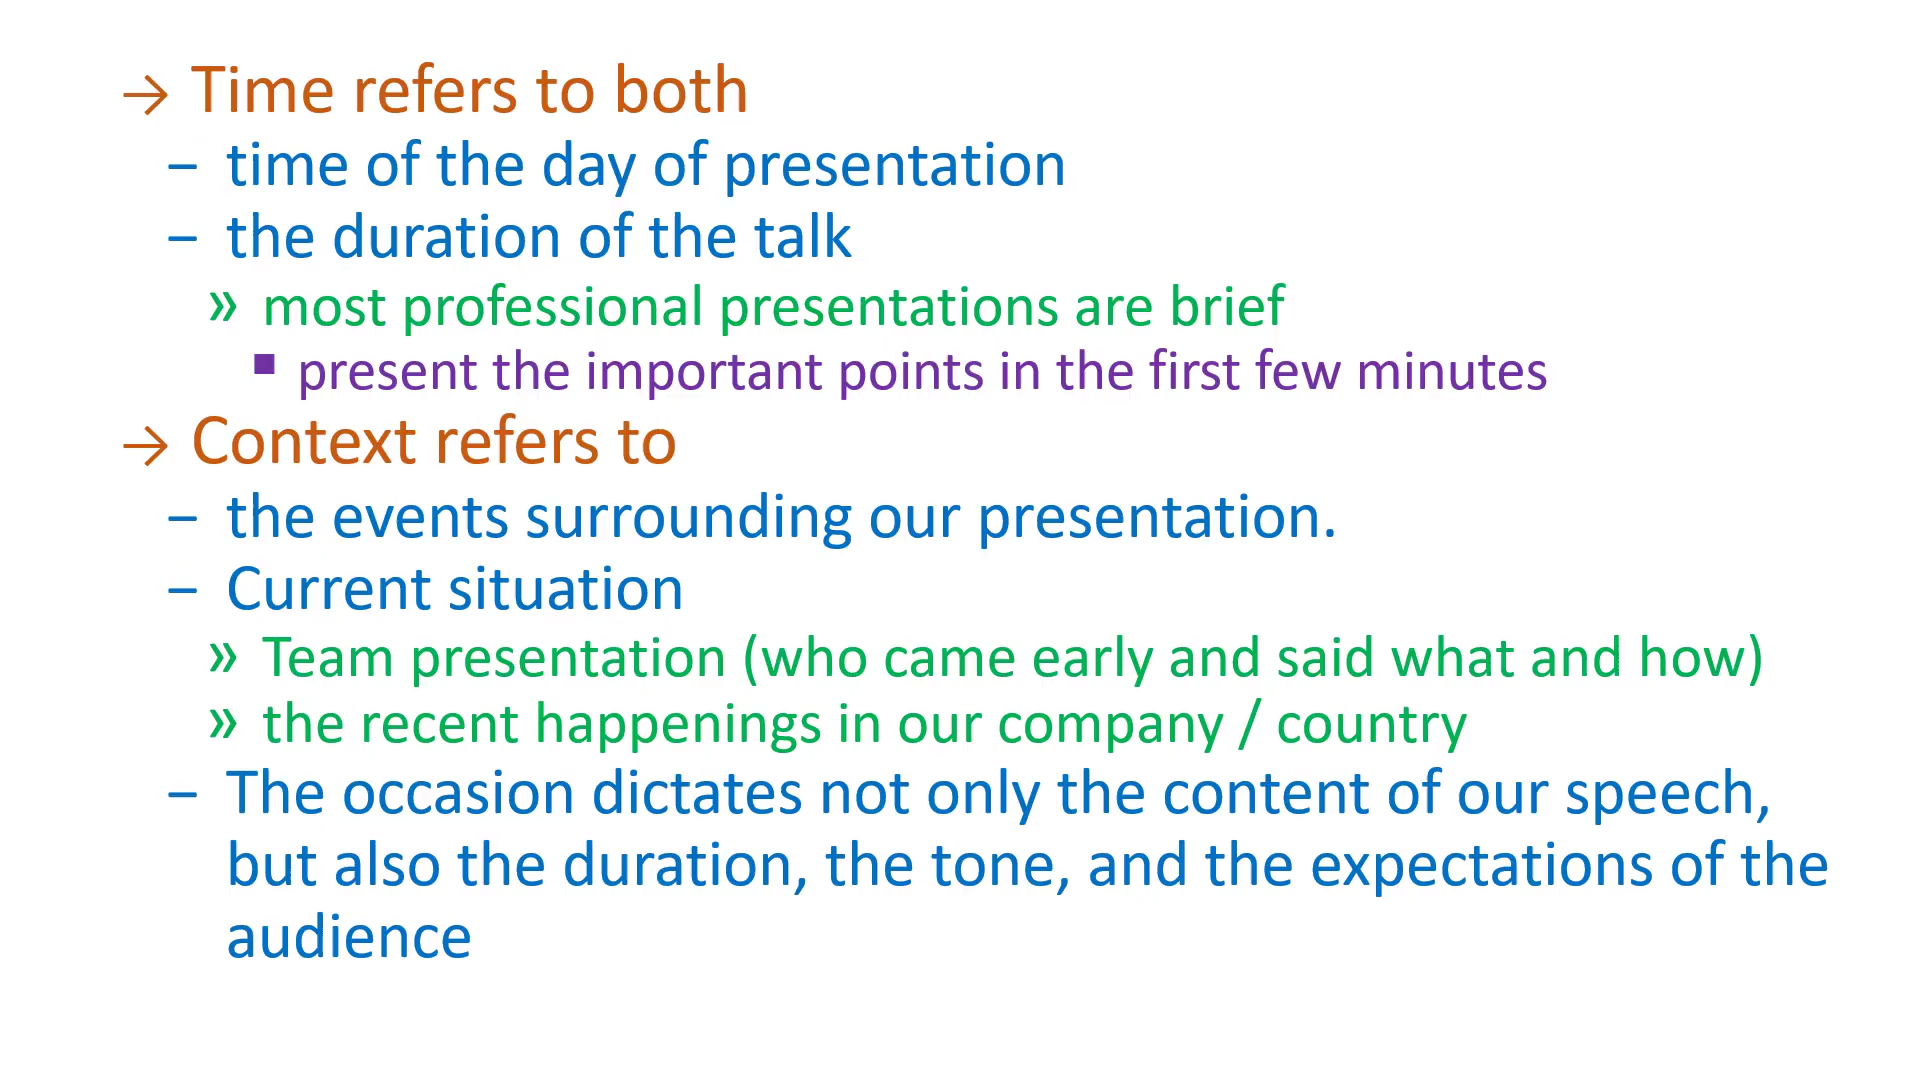 → Time refers to both
– time of the day of presentation
– the duration of the talk
» most professional presentations are brief
▪ present the important points in the first few minutes
→ Context refers to
– the events surrounding our presentation.
– Current situation
» Team presentation (who came early and said what and how)
» the recent happenings in our company / country
– The occasion dictates not only the content of our speech,
but also the duration, the tone, and the expectations of the
audience